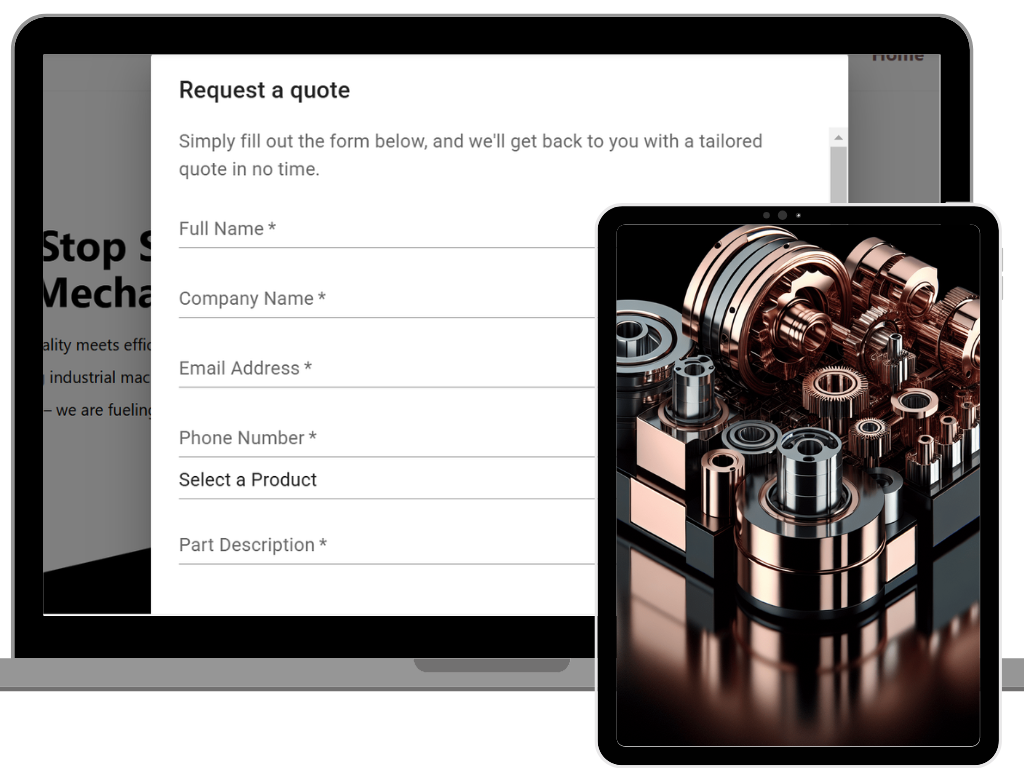 Home
Request a quote
Simply fill out the form below, and we'll get back to you with a tailored
quote in no time.
Full Name *
Company Name *
Email Address *
Phone Number *
Select a Product
Part Description *
Stop S
Mecha
ality meets effic
industrial mac
– we are fueling